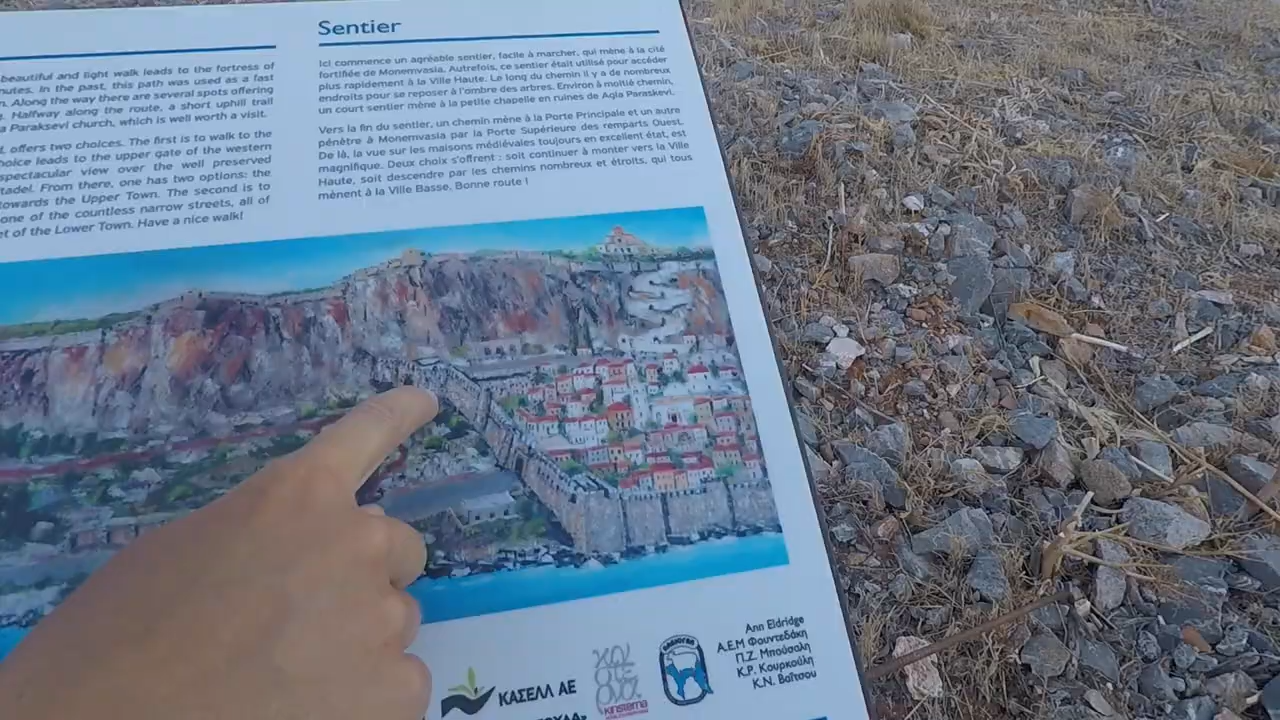 beautiful and light walk leads to the fortress of
nutes. In the past, this path was used as a fast
n. Along the way there are several spots offering
g. Halfway along the route, a short uphill trail
a Paraksevi church, which is well worth a visit.
l, offers two choices. The first is to walk to the
hoice leads to the upper gate of the western
spectacular view over the well preserved
tadel. From there, one has two options: the
towards the Upper Town. The second is to
one of the countless narrow streets, all of
et of the Lower Town. Have a nice walk!
Sentier
Ici commence un agréable sentier, facile à marcher, qui mène à la cité
fortifiée de Monemvasia. Autrefois, ce sentier était utilisé pour accéder
plus rapidement à la Ville Haute. Le long du chemin il y a de nombreux
endroits pour se reposer à l'ombre des arbres. Environ à moitié chemin,
un court sentier mène à la petite chapelle en ruines de Agia Paraskevi.
Vers la fin du sentier, un chemin mène à la Porte Principale et un autre
pénètre à Monemvasia par la Porte Supérieure des remparts Ouest.
De là, la vue sur les maisons médiévales toujours en excellent état, est
magnifique. Deux choix s'offrent : soit continuer à monter vers la Ville
Haute, soit descendre par les chemins nombreux et étroits, qui tous
mènent à la Ville Basse. Bonne route !
ΚΑΣΕΛΛ ΑΕ
kinsterna
Ann Eldridge
Α.Ε.Μ Φουντεδάκη
Π.Ζ. Μπούσαλη
Κ.Ρ. Κουρκούλη
Κ.Ν. Βαΐτσου